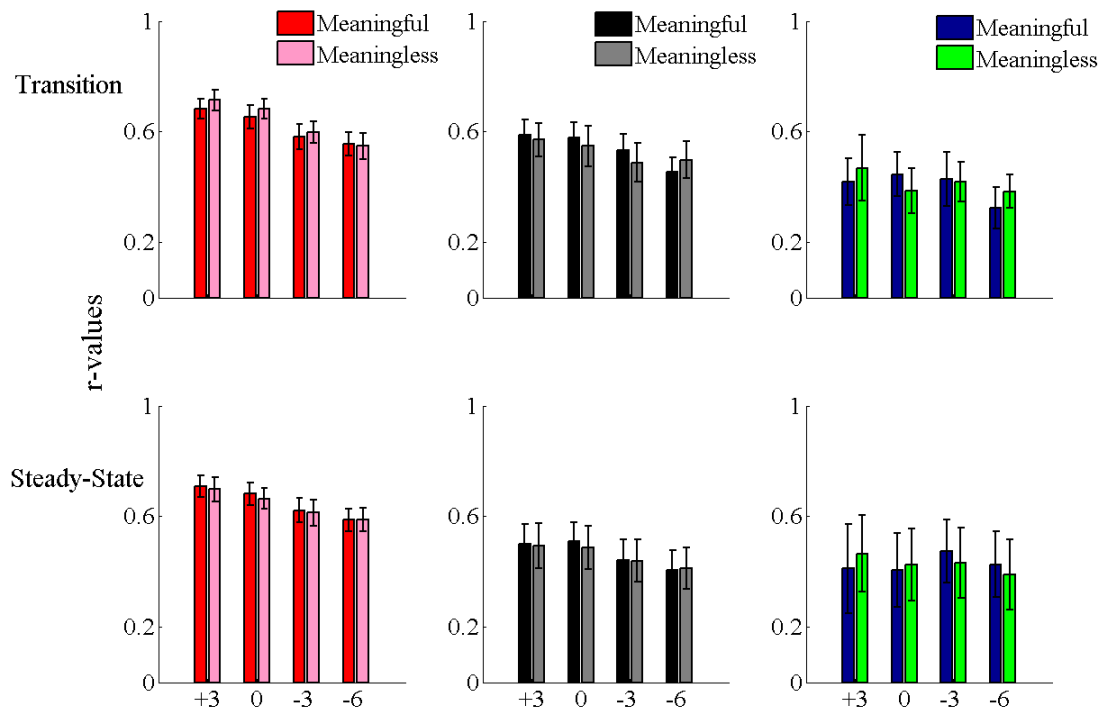 1 Meaningful 1 Meaningful 1 Meaningful
Meaningless Meaningless Meaningless
Transition
0.6 0.6 0.6
0.2 0.2 0.2
0 0 0
r-values
1 1 1
Steady-State
0.6 0.6 0.6
0.2 0.2 0.2
0 0 0
+3 0 -3 -6 +3 0 -3 -6 +3 0 -3 -6